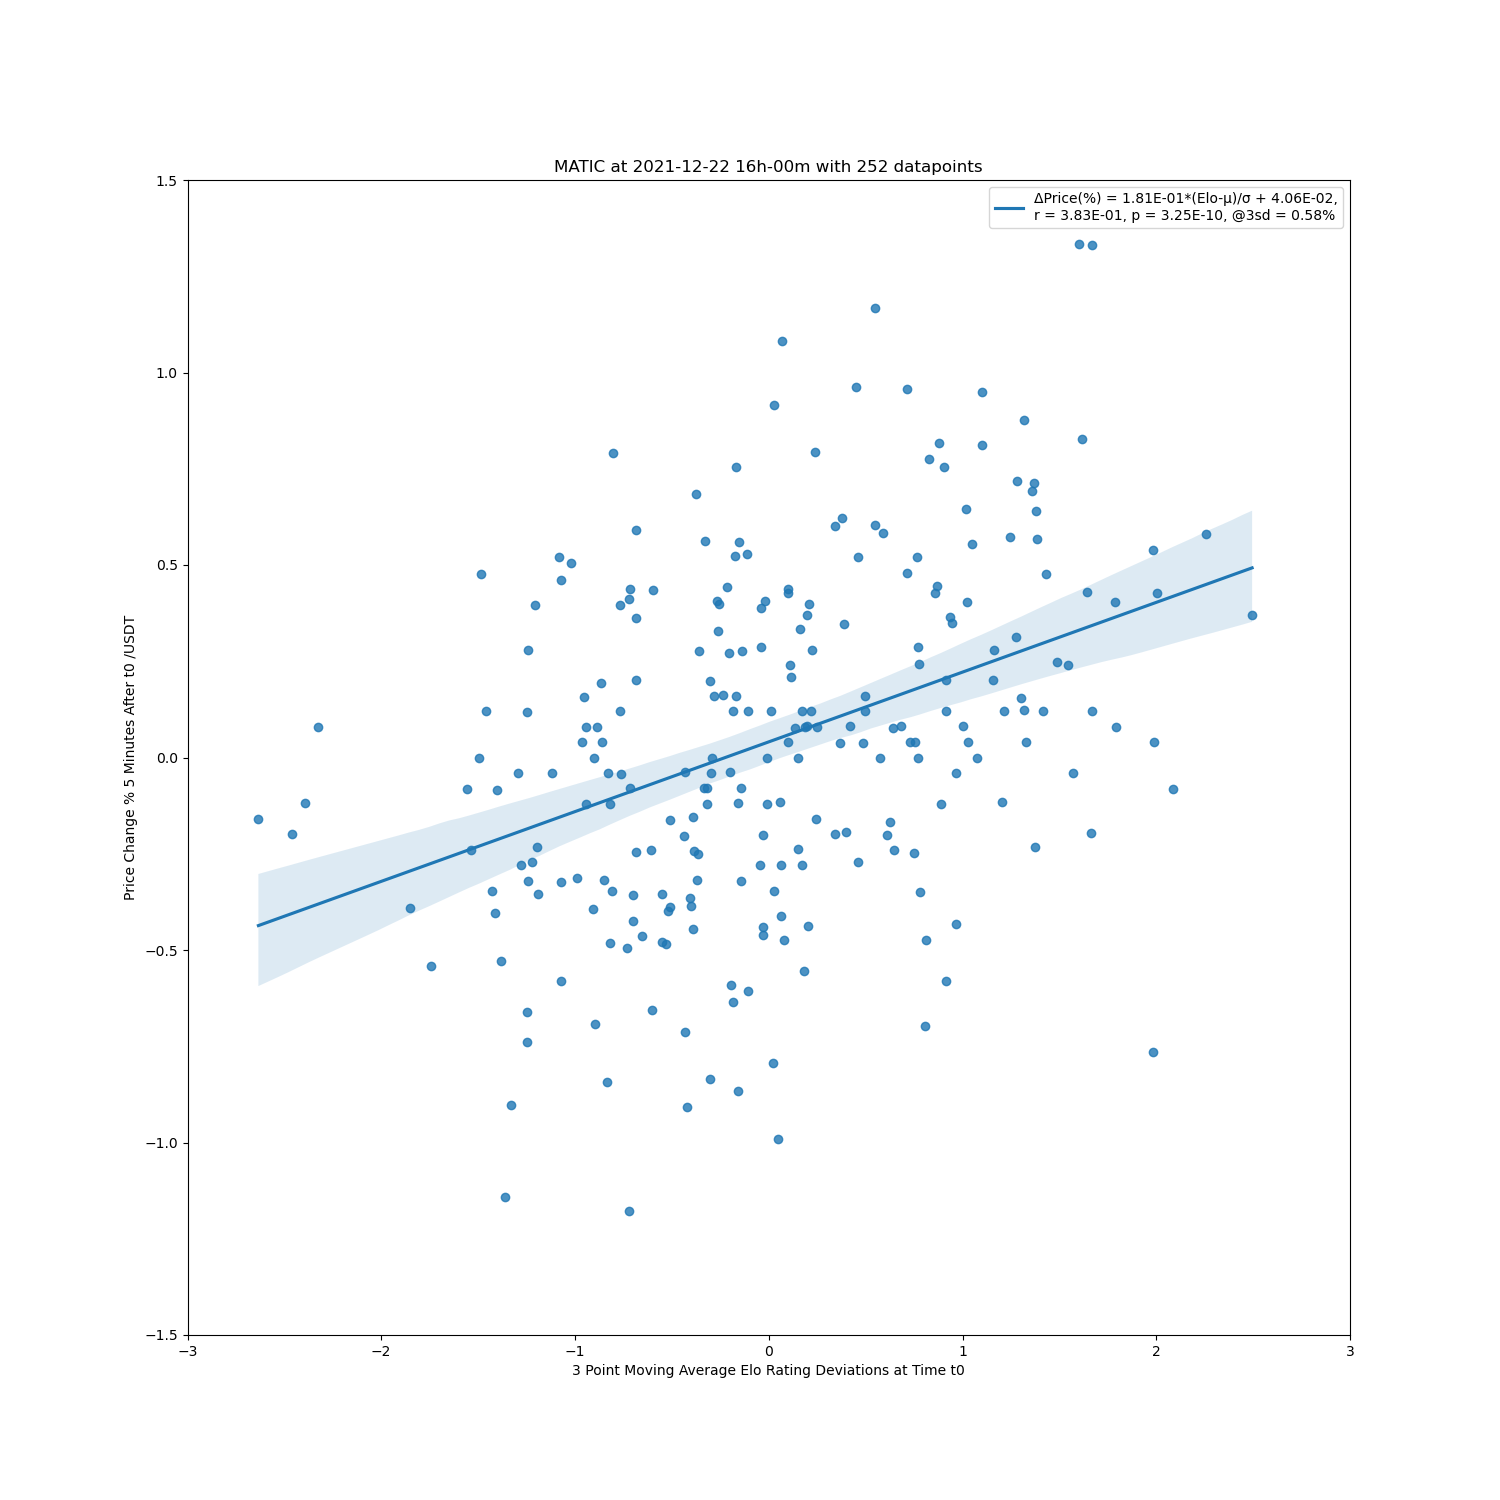 MATIC at 2021-12-22 16h-00m with 252 datapoints
ΔPrice(%) = 1.81E-01*(Elo-μ)/σ + 4.06E-02,
r = 3.83E-01, p = 3.25E-10, @3sd = 0.58%
Price Change % 5 Minutes After t0 /USDT
1.5
1.0
0.5
0.0
−0.5
−1.0
−1.5
−3
−2
−1
0
1
2
3
3 Point Moving Average Elo Rating Deviations at Time t0